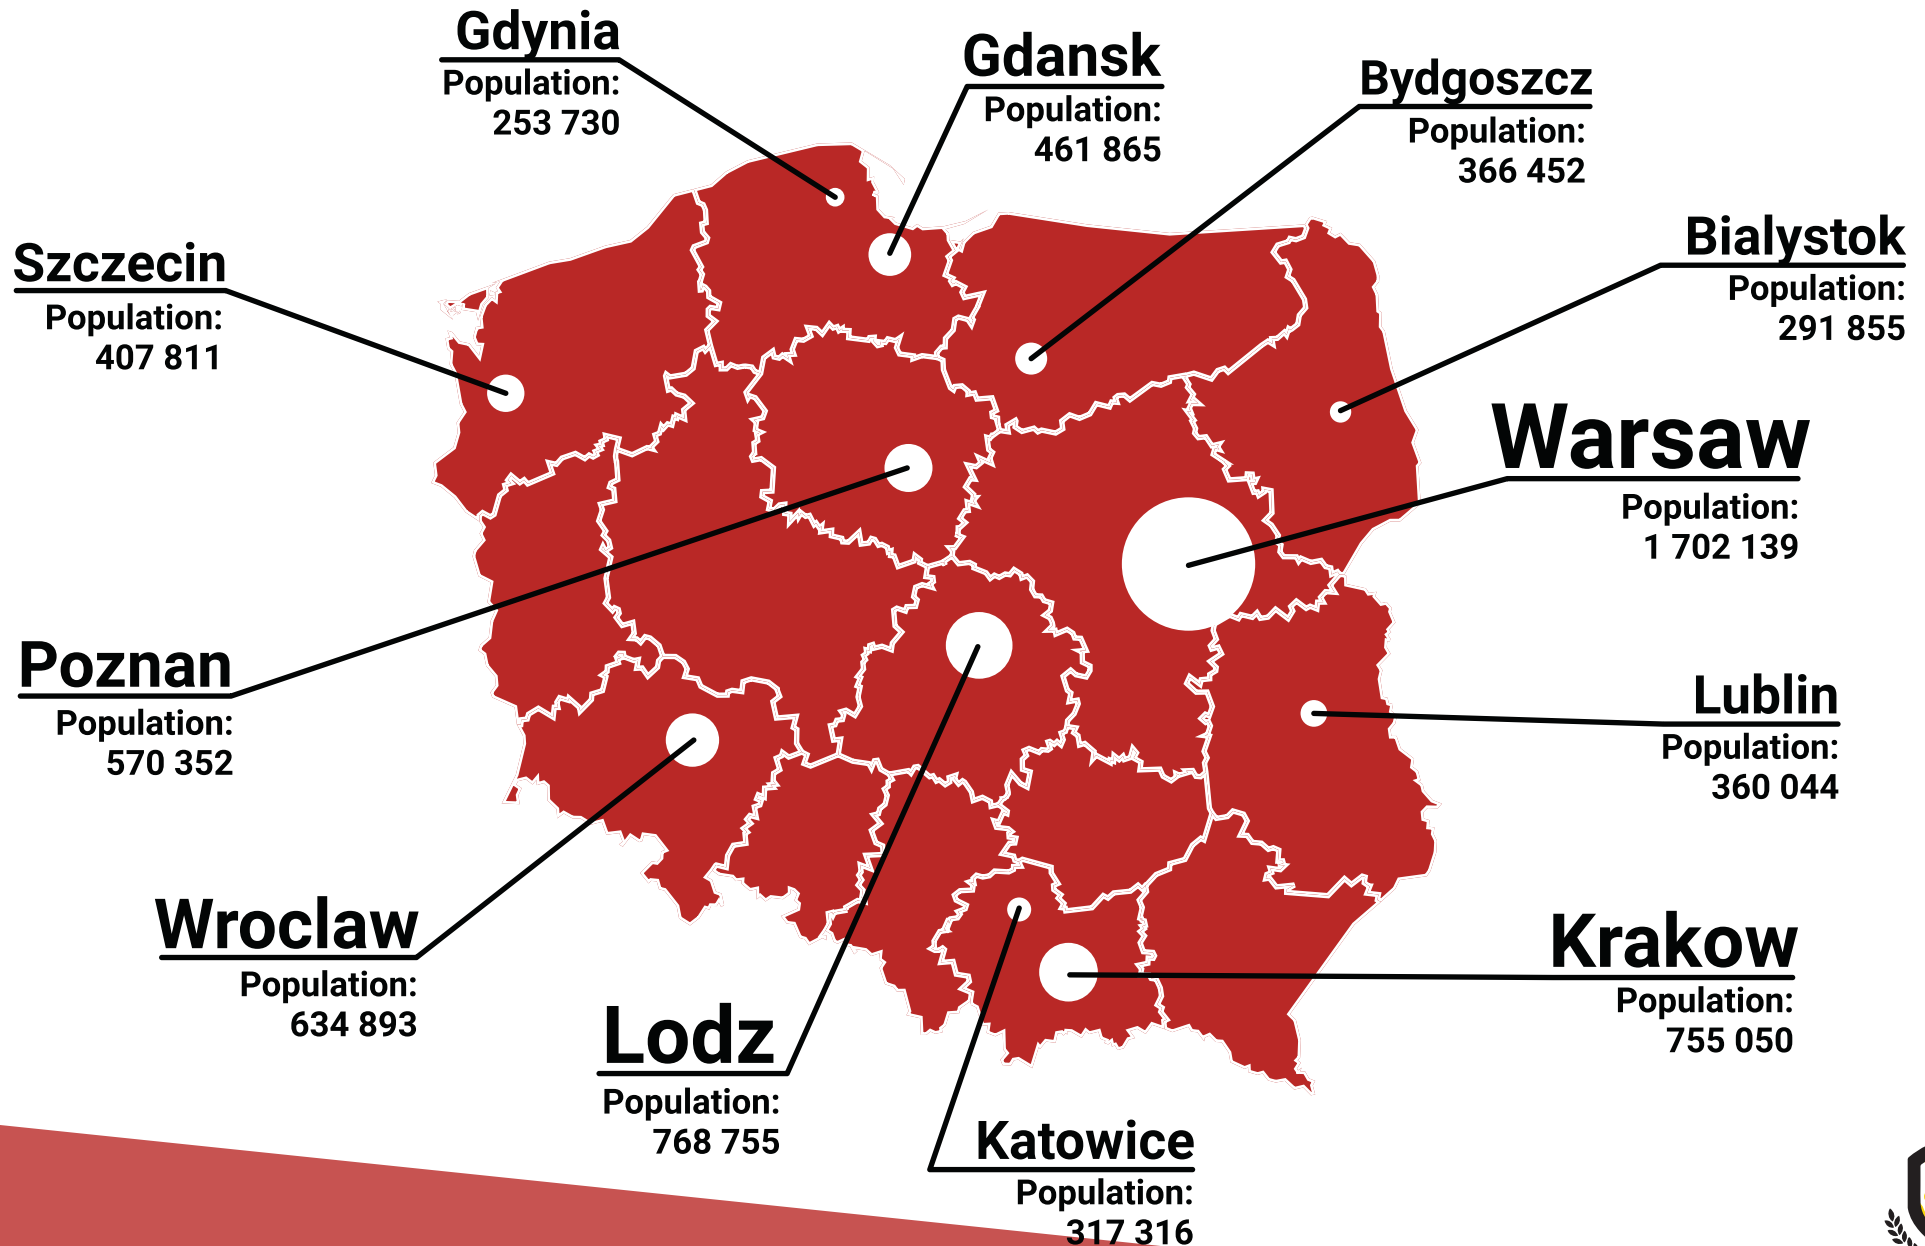 Gdynia
Population:
253 730
Gdansk
Population:
461 865
Bydgoszcz
Population:
366 452
Bialystok
Population:
291 855
Szczecin
Population:
407 811
Warsaw
Population:
1 702 139
Poznan
Population:
570 352
Lublin
Population:
360 044
Wroclaw
Population:
634 893
Krakow
Population:
755 050
Lodz
Population:
768 755
Katowice
Population:
317 316